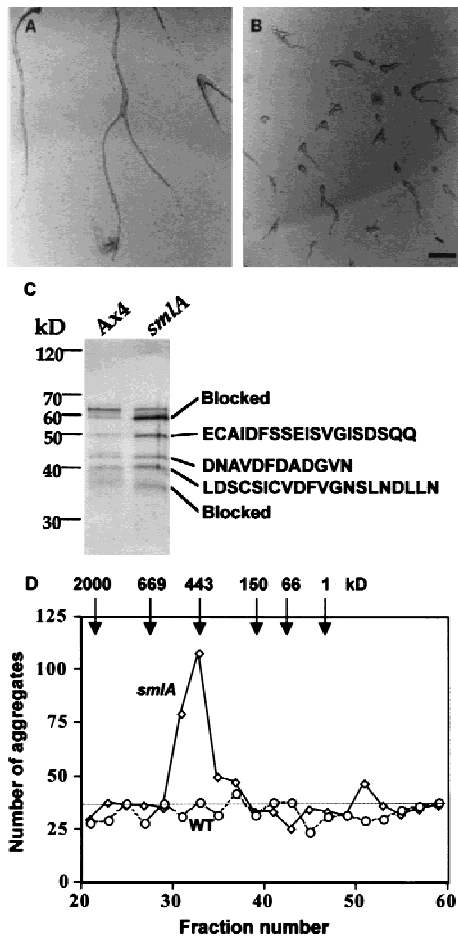 A
B
C
kD
Ax4
smlA
120
70
60
50
40
30
Blocked
ECAIDFSSEISVGISDSQQ
DNAVDFDADGVN
LDSCSICVDFVGNSLNDLLN
Blocked
D
2000 669 443 150 66 1 kD
125
100
75
50
25
0
Number of aggregates
smlA
WT
20 30 40 50 60
Fraction number